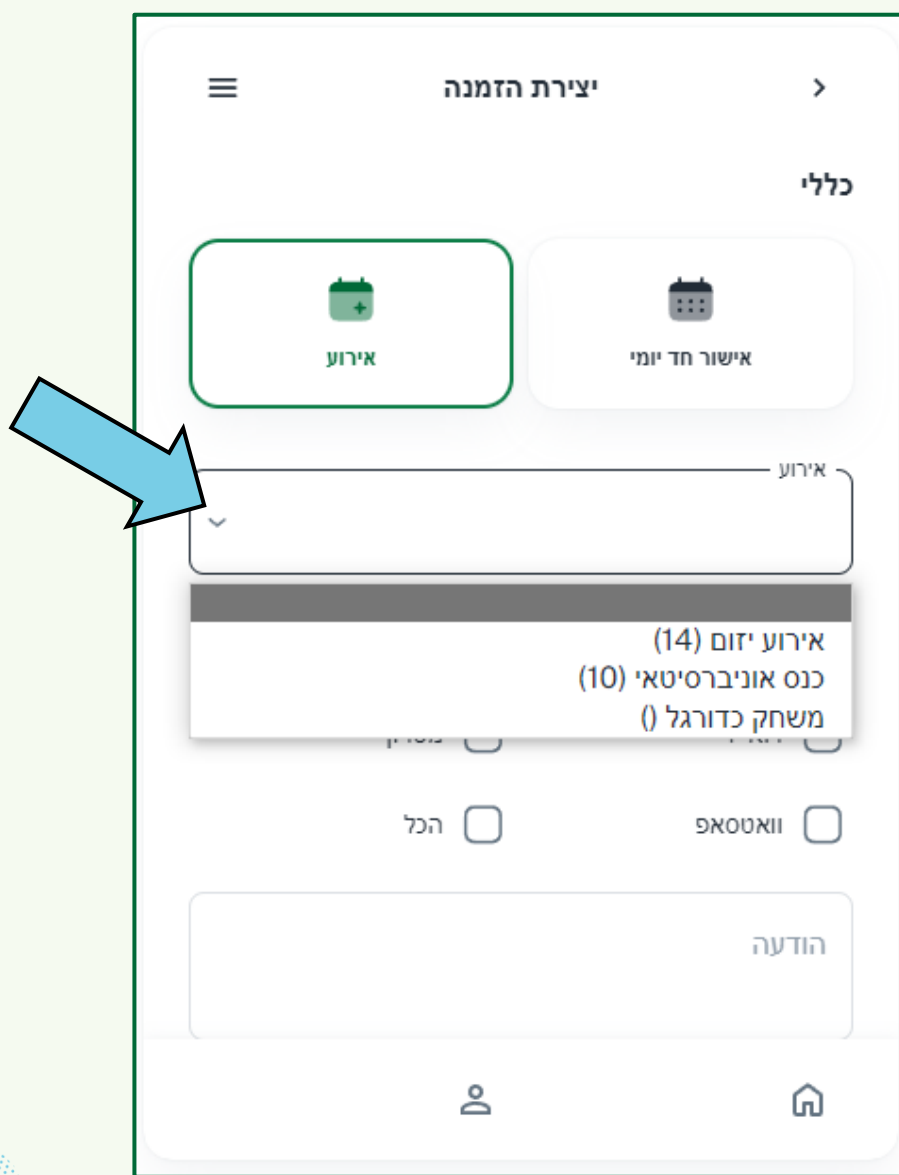 יצירת הזמנה
כללי
אישור חד יומי
אירוע
אירוע
אירוע יזום (14)
כנס אוניברסיטאי (10)
משחק כדורגל ()
וואטסאפ
הכל
הודעה